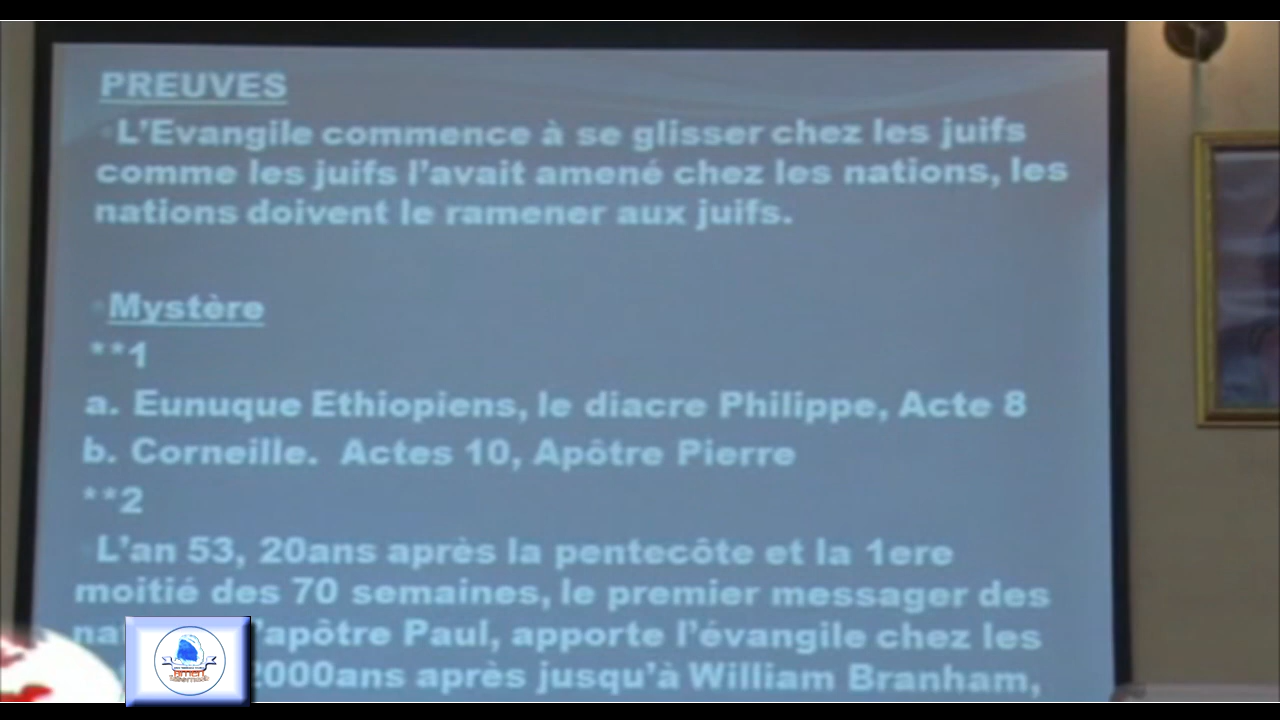 PREUVES
L'Evangile commence à se glisser chez les juifs
comme les juifs l'avait amené chez les nations, les
nations doivent le ramener aux juifs.
Mystère
**1
a. Eunuque Ethiopiens, le diacre Philippe, Acte 8
b. Corneille. Actes 10, Apôtre Pierre
**2
L'an 53, 20ans après la pentecôte et la 1ere
moitié des 70 semaines, le premier messager des
apôtre Paul, apporte l'évangile chez les
2000ans après jusqu'à William Branham,